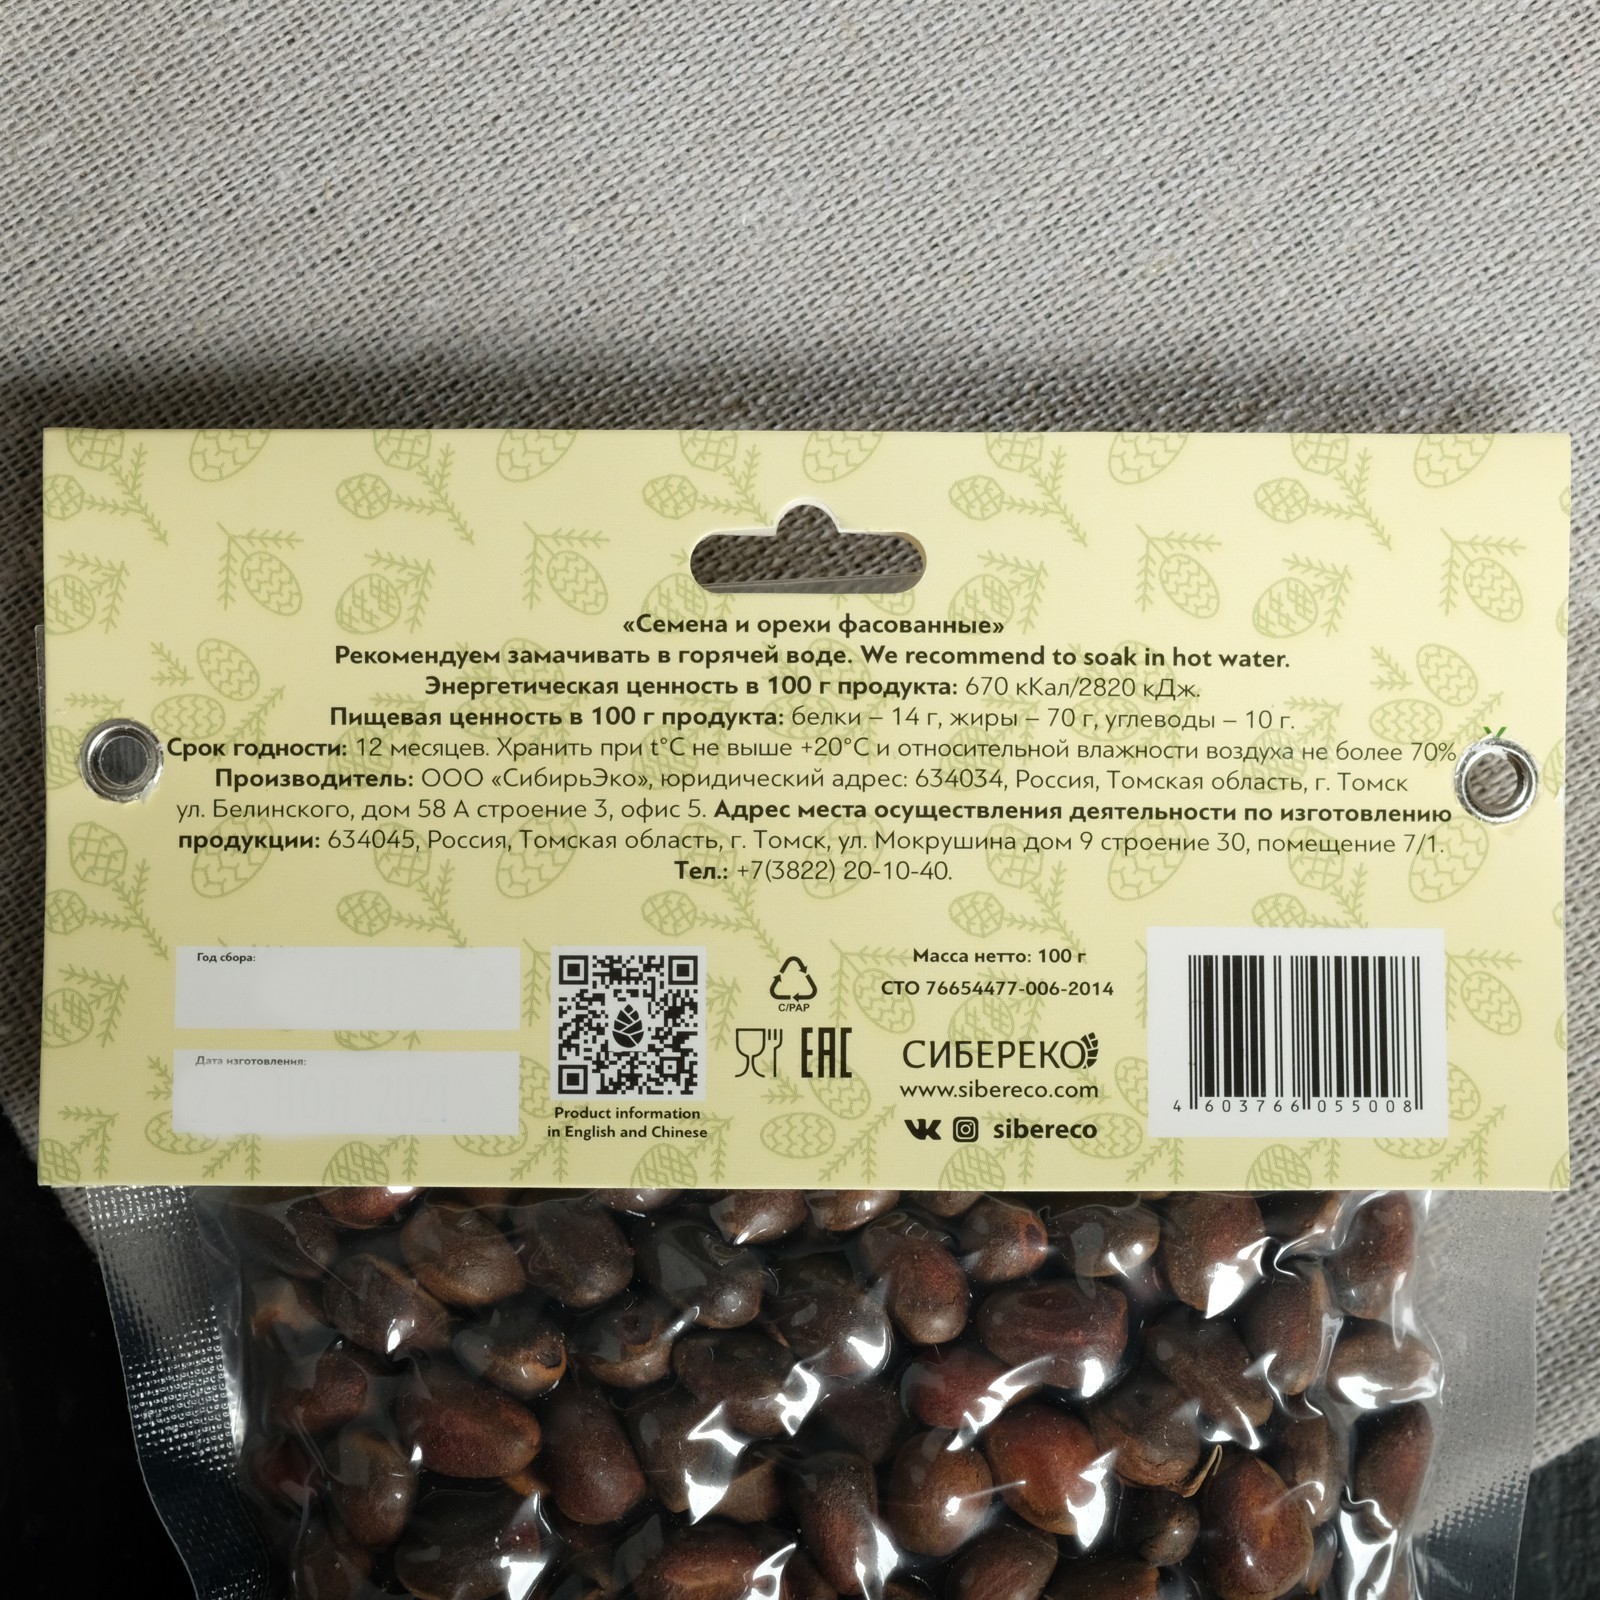 «Семена и орехи фасованные»
Рекомендуем замачивать в горячей воде. We recommend to soak in hot water.
Энергетическая ценность в 100 г продукта: 670 кКал/2820 кДж.
Пищевая ценность в 100 г продукта: белки – 14 г, жиры – 70 г, углеводы – 10 г.
Срок годности: 12 месяцев. Хранить при t°C не выше +20°C и относительной влажности воздуха не более 70%
Производитель: ООО «СибирьЭко», юридический адрес: 634034, Россия, Томская область, г. Томск
ул. Белинского, дом 58 А строение 3, офис 5. Адрес места осуществления деятельности по изготовлению
продукции: 634045, Россия, Томская область, г. Томск, ул. Мокрушина дом 9 строение 30, помещение 7/1.
Тел.: +7(3822) 20-10-40.
Год сбора:
Дата изготовления:
Product information
in English and Chinese
C/PAP
EAC
Масса нетто: 100 г
СТО 76654477-006-2014
СИБЕРЕКО
www.sibereco.com
sibereco
4 603766 055008